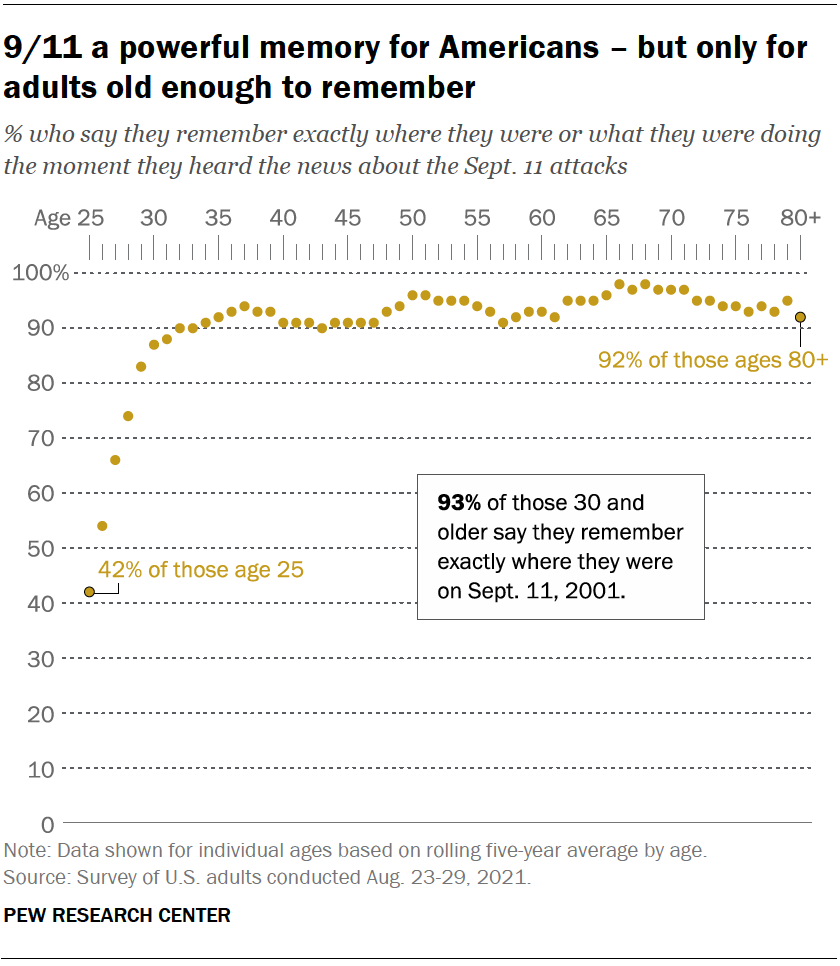 9/11 a powerful memory for Americans – but only for
adults old enough to remember
% who say they remember exactly where they were or what they were doing
the moment they heard the news about the Sept. 11 attacks
Age 25 30 35 40 45 50 55 60 65 70 75 80+
100%
90
92% of those ages 80+
80
70
60
93% of those 30 and
older say they remember
exactly where they were
on Sept. 11, 2001.
50
42% of those age 25
40
30
20
10
0
Note: Data shown for individual ages based on rolling five-year average by age.
Source: Survey of U.S. adults conducted Aug. 23-29, 2021.
PEW RESEARCH CENTER